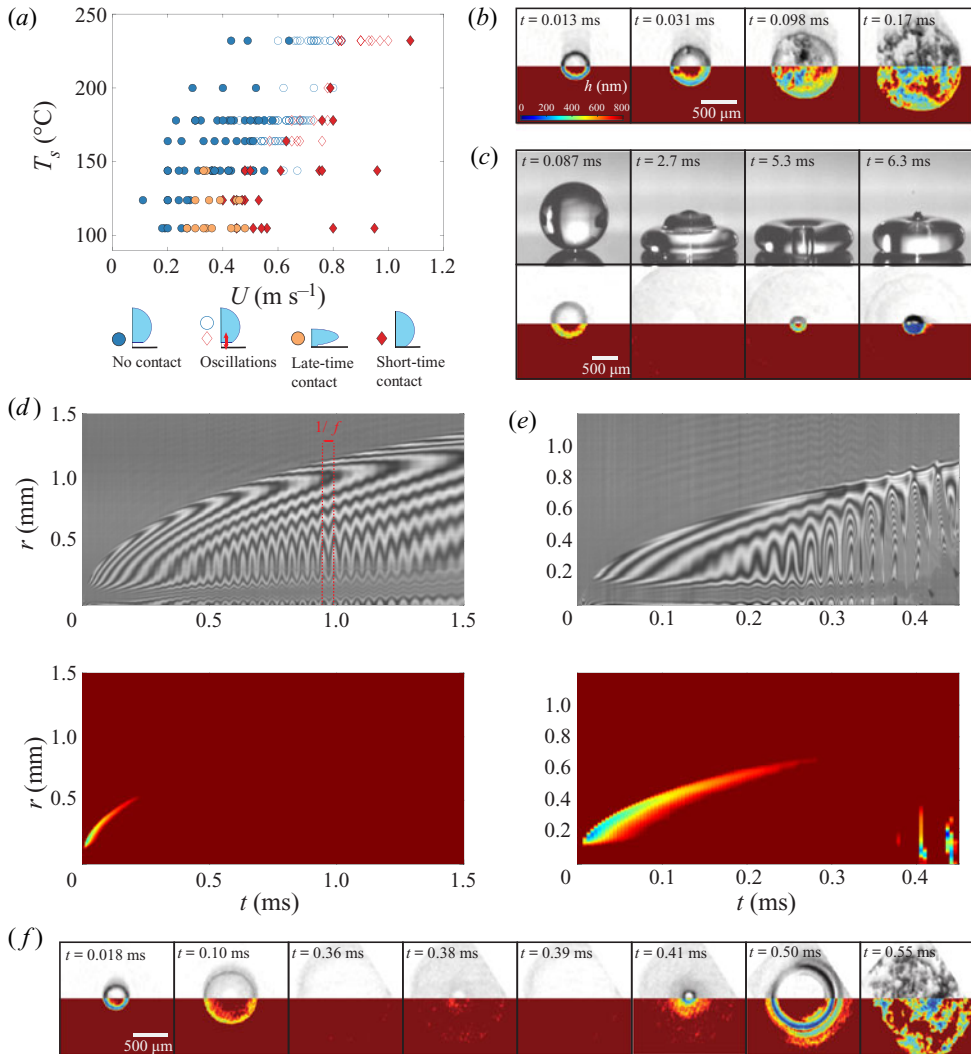 (a)
250
200
150
100
T_s (°C)
0 0.2 0.4 0.6 0.8 1.0 1.2
U (m s⁻¹)
No contact
Oscillations
Late-time contact
Short-time contact
(b)
t = 0.013 ms
t = 0.031 ms
t = 0.098 ms
t = 0.17 ms
h (nm)
0 200 400 600 800
500 μm
(c)
t = 0.087 ms
t = 2.7 ms
t = 5.3 ms
t = 6.3 ms
500 μm
(d)
1.5
1.0
0.5
r (mm)
1/ f
0 0.5 1.0 1.5
1.5
1.0
0.5
r (mm)
0 0.5 1.0 1.5
t (ms)
(e)
1.0
0.8
0.6
0.4
0.2
0 0.1 0.2 0.3 0.4
1.0
0.8
0.6
0.4
0.2
0 0.1 0.2 0.3 0.4
t (ms)
(f)
t = 0.018 ms
t = 0.10 ms
t = 0.36 ms
t = 0.38 ms
t = 0.39 ms
t = 0.41 ms
t = 0.50 ms
t = 0.55 ms
500 μm